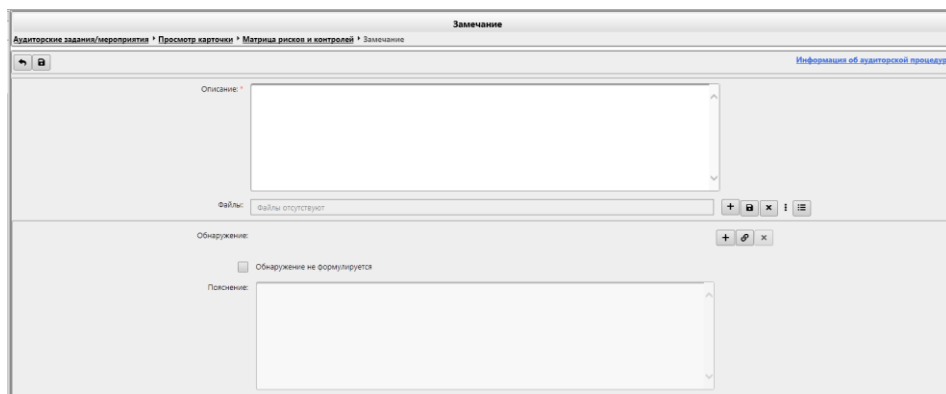 Замечание
Аудиторские задания/мероприятия ‣ Просмотр карточки ‣ Матрица рисков и контролей ‣ Замечание
Информация об аудиторской процедур
Описание: *
Файлы: Файлы отсутствуют
Обнаружение:
Обнаружение не формулируется
Пояснение: